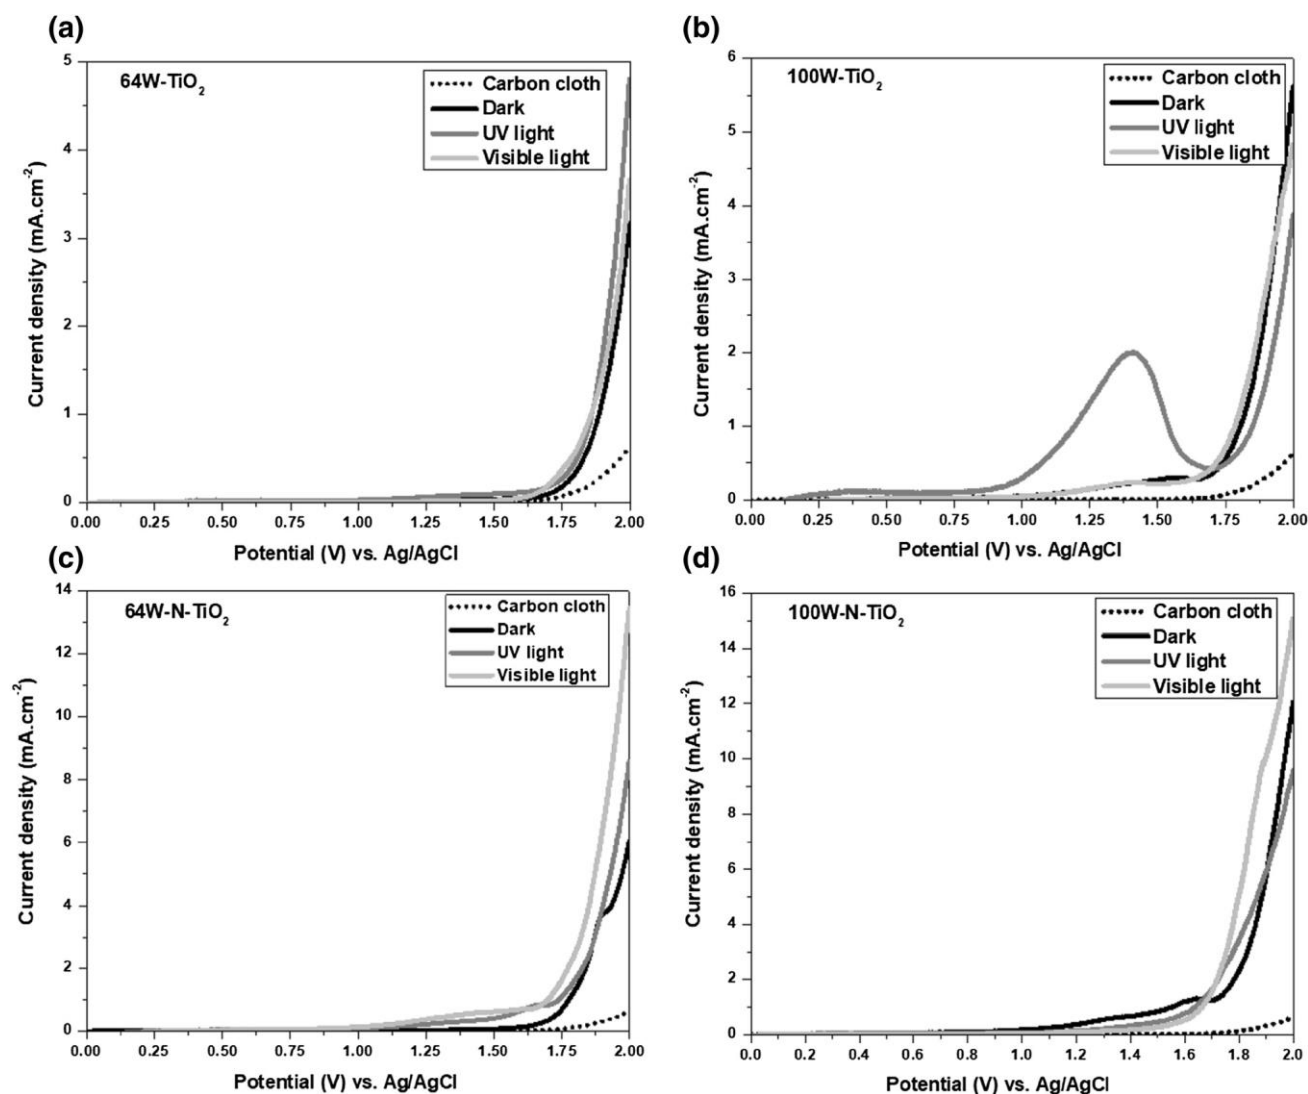 (a)
64W-TiO2
Carbon cloth
Dark
UV light
Visible light
5
4
3
2
1
0
Current density (mA.cm-2)
0.00 0.25 0.50 0.75 1.00 1.25 1.50 1.75 2.00
Potential (V) vs. Ag/AgCl
(b)
100W-TiO2
Carbon cloth
Dark
UV light
Visible light
6
5
4
3
2
1
0
Current density (mA.cm-2)
0.00 0.25 0.50 0.75 1.00 1.25 1.50 1.75 2.00
Potential (V) vs. Ag/AgCl
(c)
64W-N-TiO2
Carbon cloth
Dark
UV light
Visible light
14
12
10
8
6
4
2
0
Current density (mA.cm-2)
0.00 0.25 0.50 0.75 1.00 1.25 1.50 1.75 2.00
Potential (V) vs. Ag/AgCl
(d)
100W-N-TiO2
Carbon cloth
Dark
UV light
Visible light
16
14
12
10
8
6
4
2
0
Current density (mA.cm-2)
0.0 0.2 0.4 0.6 0.8 1.0 1.2 1.4 1.6 1.8 2.0
Potential (V) vs. Ag/AgCl